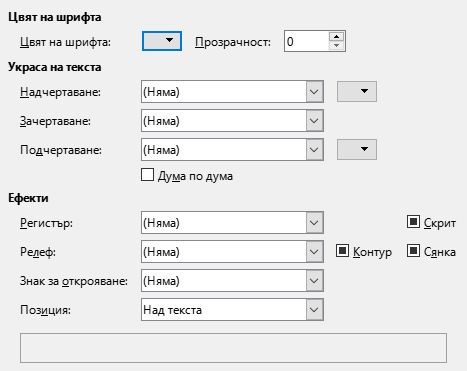 Цвят на шрифта
Цвят на шрифта: Прозрачност: 0
Украса на текста
Надчертаване: (Няма)
Зачертаване: (Няма)
Подчертаване: (Няма)
Дума по дума
Ефекти
Регистър: (Няма) Скрит
Релеф: (Няма) Контур Сянка
Знак за открояване: (Няма)
Позиция: Над текста